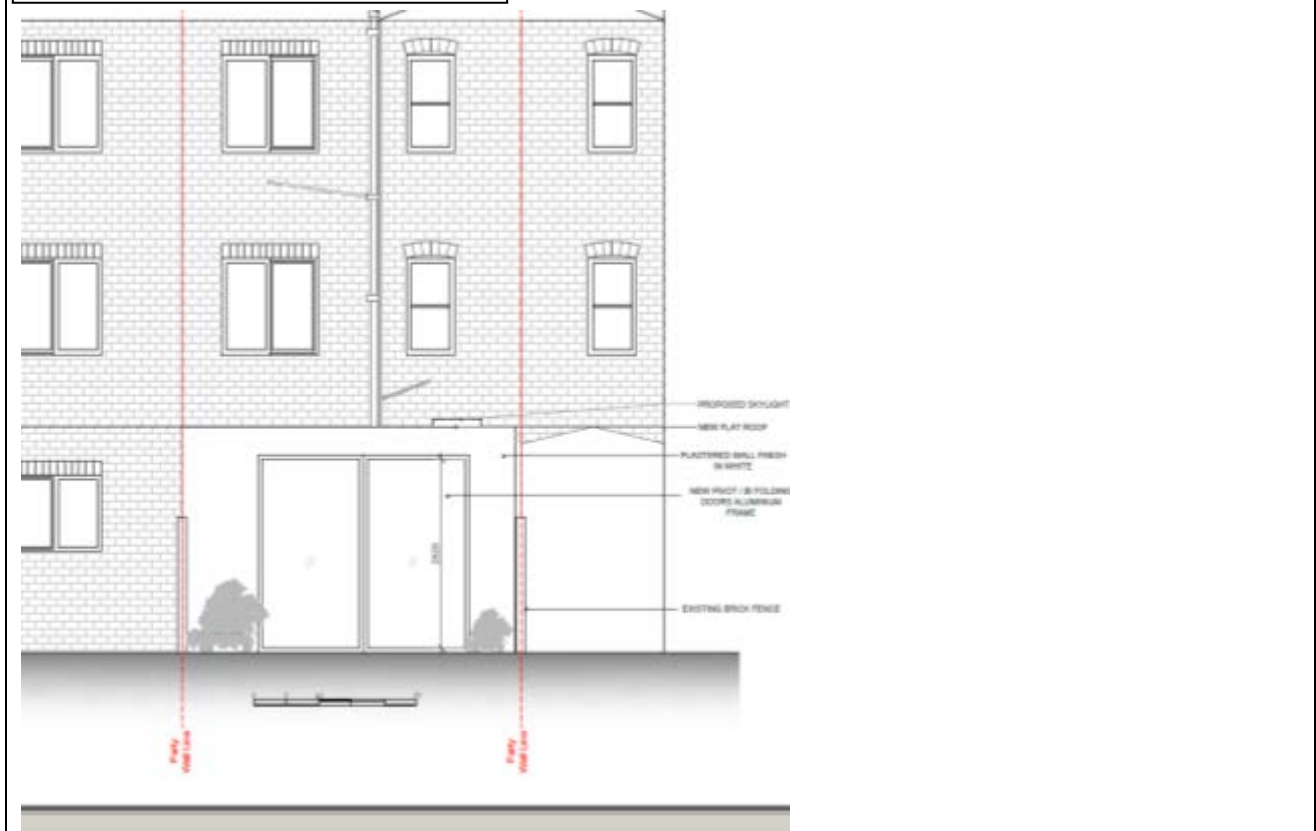 PROPOSED SKYLIGHT
NEW FLAT ROOF
PLASTERED WALL FINISH
IN WHITE
NEW PIVOT / BI FOLDING
DOORS ALUMINIUM
FRAME
EXISTING BRICK FENCE
Party
Wall Line
Party
Wall Line